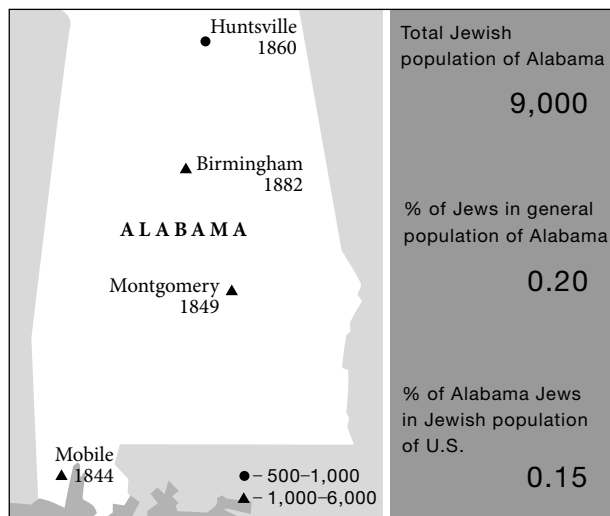 Huntsville
1860
Birmingham
1882
ALABAMA
Montgomery
1849
Mobile
1844
– 500–1,000
– 1,000–6,000
Total Jewish
population of Alabama
9,000
% of Jews in general
population of Alabama
0.20
% of Alabama Jews
in Jewish population
of U.S.
0.15